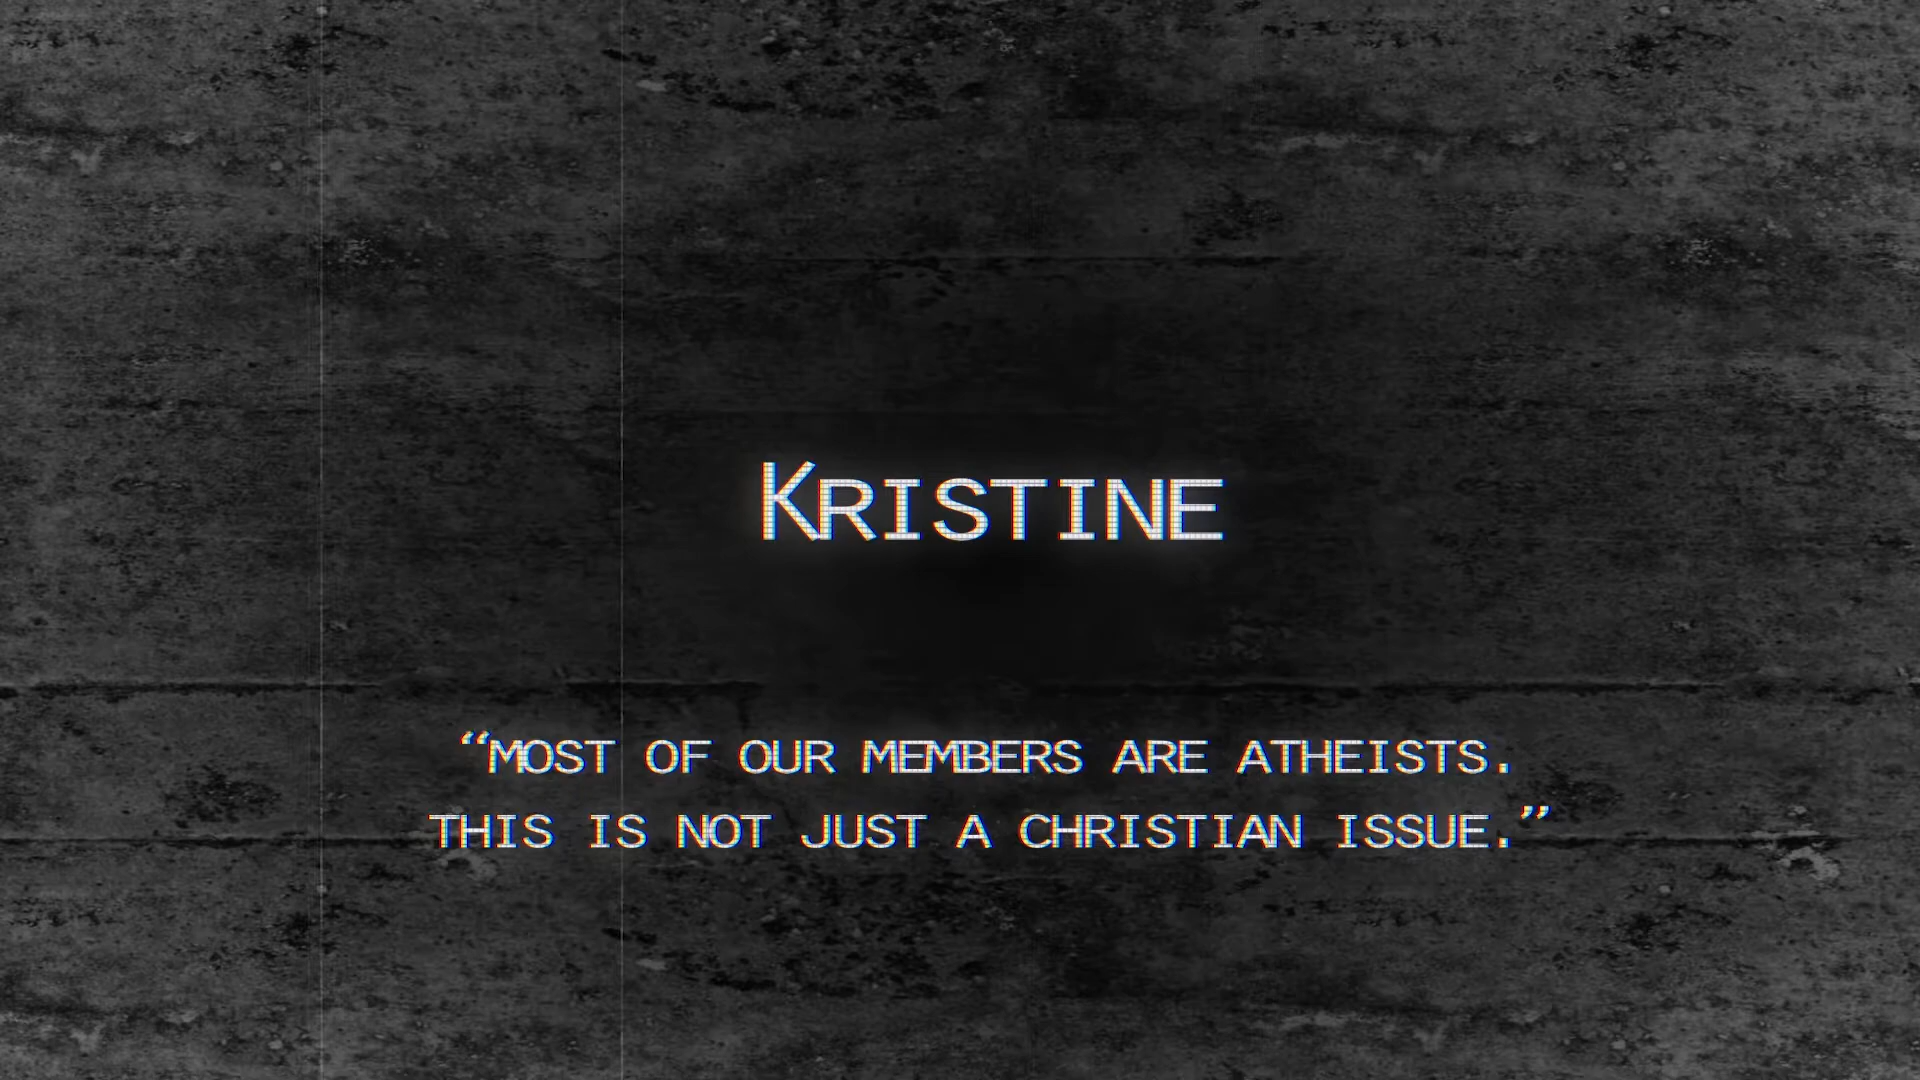 Kristine
“MOST OF OUR MEMBERS ARE ATHEISTS.
THIS IS NOT JUST A CHRISTIAN ISSUE.”